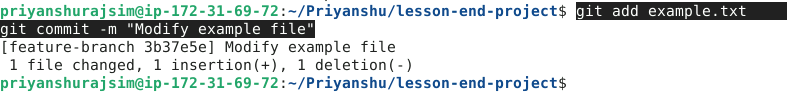 priyanshurajsim@ip-172-31-69-72:~/Priyanshu/lesson-end-project$ git add example.txt
git commit -m "Modify example file"
[feature-branch 3b37e5e] Modify example file
 1 file changed, 1 insertion(+), 1 deletion(-)
priyanshurajsim@ip-172-31-69-72:~/Priyanshu/lesson-end-project$